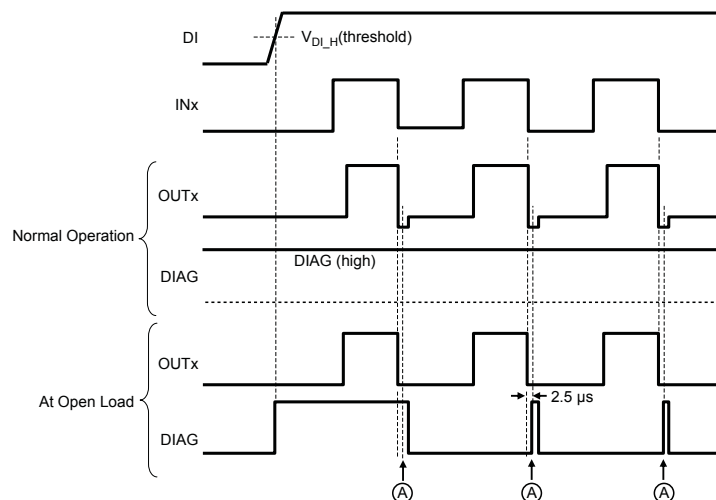 DI
V_DI_H(threshold)
INx
Normal Operation
OUTx
DIAG (high)
DIAG
At Open Load
OUTx
2.5 µs
DIAG
A A A